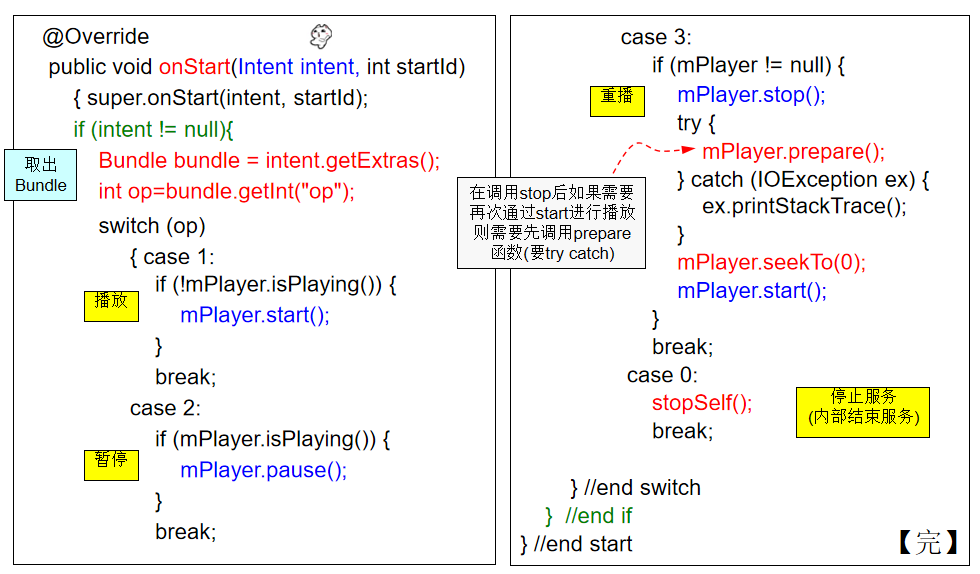 @Override
public void onStart(Intent intent, int startId)
{ super.onStart(intent, startId);
if (intent != null){
取出
Bundle
Bundle bundle = intent.getExtras();
int op=bundle.getInt("op");
switch (op)
{ case 1:
if (!mPlayer.isPlaying()) {
播放
mPlayer.start();
}
break;
case 2:
if (mPlayer.isPlaying()) {
暂停
mPlayer.pause();
}
break;
case 3:
if (mPlayer != null) {
重播
mPlayer.stop();
try {
mPlayer.prepare();
在调用stop后如果需要
再次通过start进行播放
则需要先调用prepare
函数(要try catch)
} catch (IOException ex) {
ex.printStackTrace();
}
mPlayer.seekTo(0);
mPlayer.start();
}
break;
case 0:
stopSelf();
停止服务
(内部结束服务)
break;
} //end switch
} //end if
} //end start
【完】